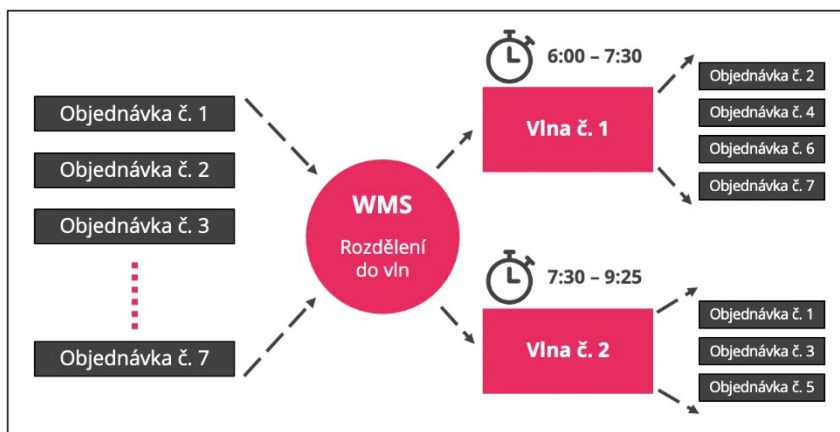 Objednávka č. 1
Objednávka č. 2
Objednávka č. 3
Objednávka č. 7
WMS
Rozdělení
do vln
6:00 – 7:30
Vlna č. 1
Objednávka č. 2
Objednávka č. 4
Objednávka č. 6
Objednávka č. 7
7:30 – 9:25
Vlna č. 2
Objednávka č. 1
Objednávka č. 3
Objednávka č. 5